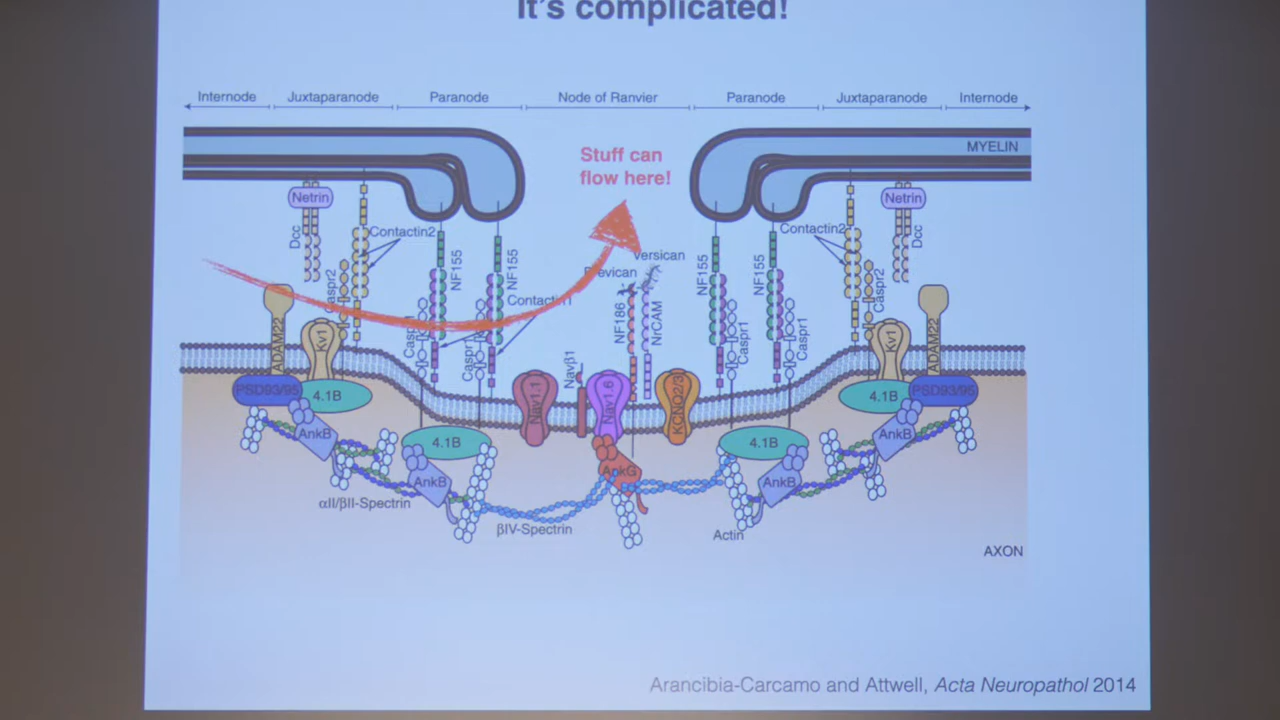 It's complicated!
Internode
Juxtaparanode
Paranode
Node of Ranvier
Paranode
Juxtaparanode
Internode
MYELIN
Stuff can
flow here!
Netrin
Dcc
Contactin2
Caspr2
NF155
NF155
Contactin1
Caspr1
Caspr1
Brevican
Versican
NF186
NrCAM
NF155
NF155
Caspr1
Caspr1
Contactin2
Netrin
Dcc
Caspr2
ADAM22
Kv1
PSD93/95
4.1B
AnkB
4.1B
AnkB
αII/βII-Spectrin
Nav1.1
Navβ1
Nav1.6
KCNQ2/3
AnkG
βIV-Spectrin
4.1B
AnkB
Actin
Kv1
ADAM22
4.1B
PSD93/95
AnkB
AXON
Arancibia-Carcamo and Attwell, Acta Neuropathol 2014